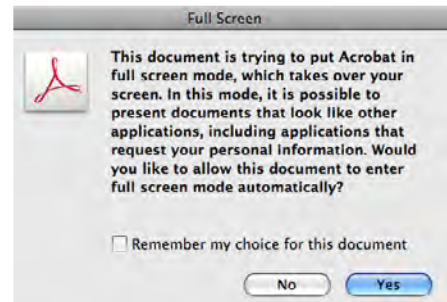 Full Screen
This document is trying to put Acrobat in
full screen mode, which takes over your
screen. In this mode, it is possible to
present documents that look like other
applications, including applications that
request your personal information. Would
you like to allow this document to enter
full screen mode automatically?
Remember my choice for this document
No
Yes